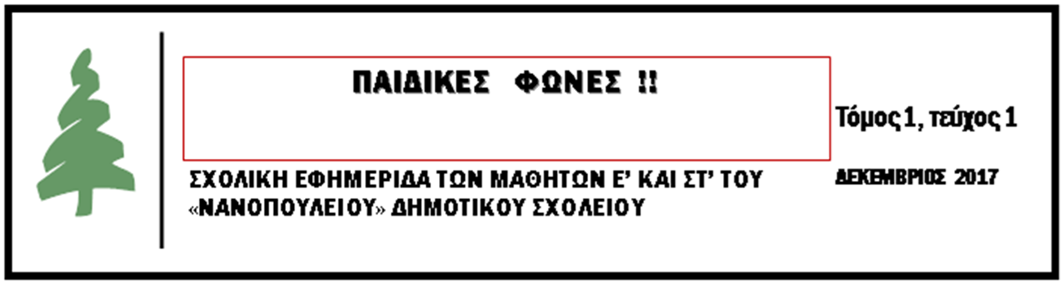 ΠΑΙΔΙΚΕΣ ΦΩΝΕΣ !!
Τόμος 1, τεύχος 1
ΣΧΟΛΙΚΗ ΕΦΗΜΕΡΙΔΑ ΤΩΝ ΜΑΘΗΤΩΝ Ε’ ΚΑΙ ΣΤ’ ΤΟΥ
«ΝΑΝΟΠΟΥΛΕΙΟΥ» ΔΗΜΟΤΙΚΟΥ ΣΧΟΛΕΙΟΥ
ΔΕΚΕΜΒΡΙΟΣ 2017